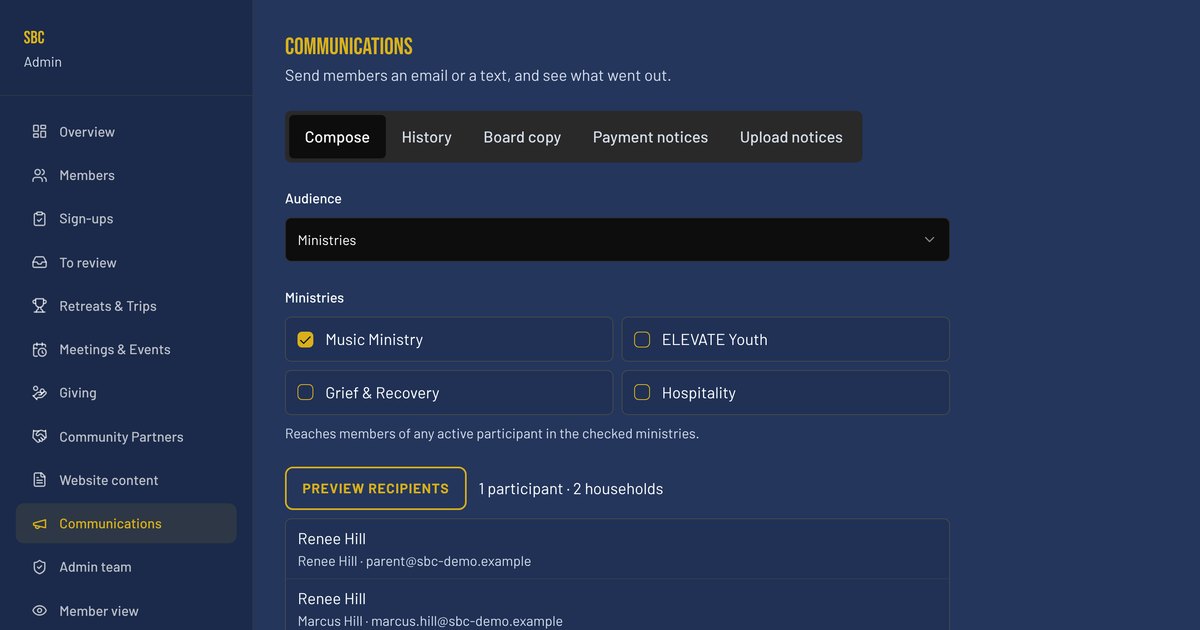 SBC
Admin
Overview
Members
Sign-ups
To review
Retreats & Trips
Meetings & Events
Giving
Community Partners
Website content
Communications
Admin team
Member view
COMMUNICATIONS
Send members an email or a text, and see what went out.
Compose History Board copy Payment notices Upload notices
Audience
Ministries
Ministries
Music Ministry ELEVATE Youth
Grief & Recovery Hospitality
Reaches members of any active participant in the checked ministries.
PREVIEW RECIPIENTS 1 participant · 2 households
Renee Hill
Renee Hill · parent@sbc-demo.example
Renee Hill
Marcus Hill · marcus.hill@sbc-demo.example